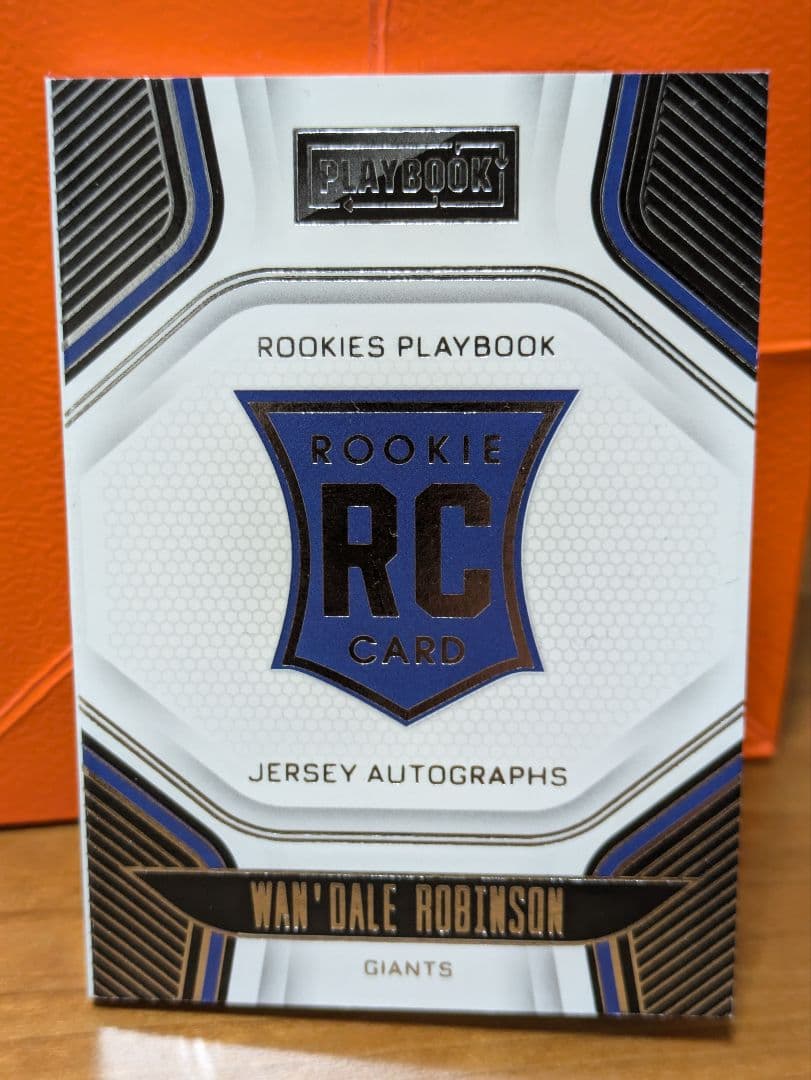 PLAYBOOK
ROOKIES PLAYBOOK
ROOKIE
RC
CARD
JERSEY AUTOGRAPHS
WAN'DALE ROBINSON
GIANTS